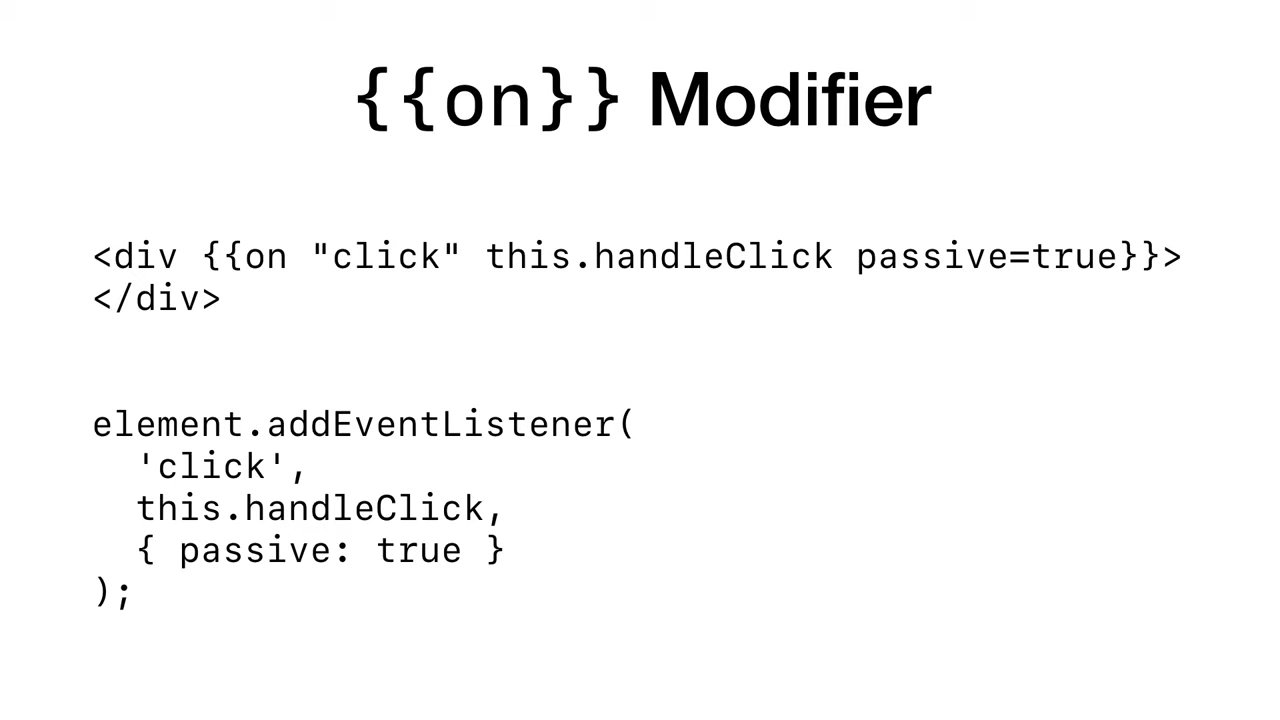 {{on}} Modifier
<div {{on "click" this.handleClick passive=true}}>
</div>
element.addEventListener(
  'click',
  this.handleClick,
  { passive: true }
);